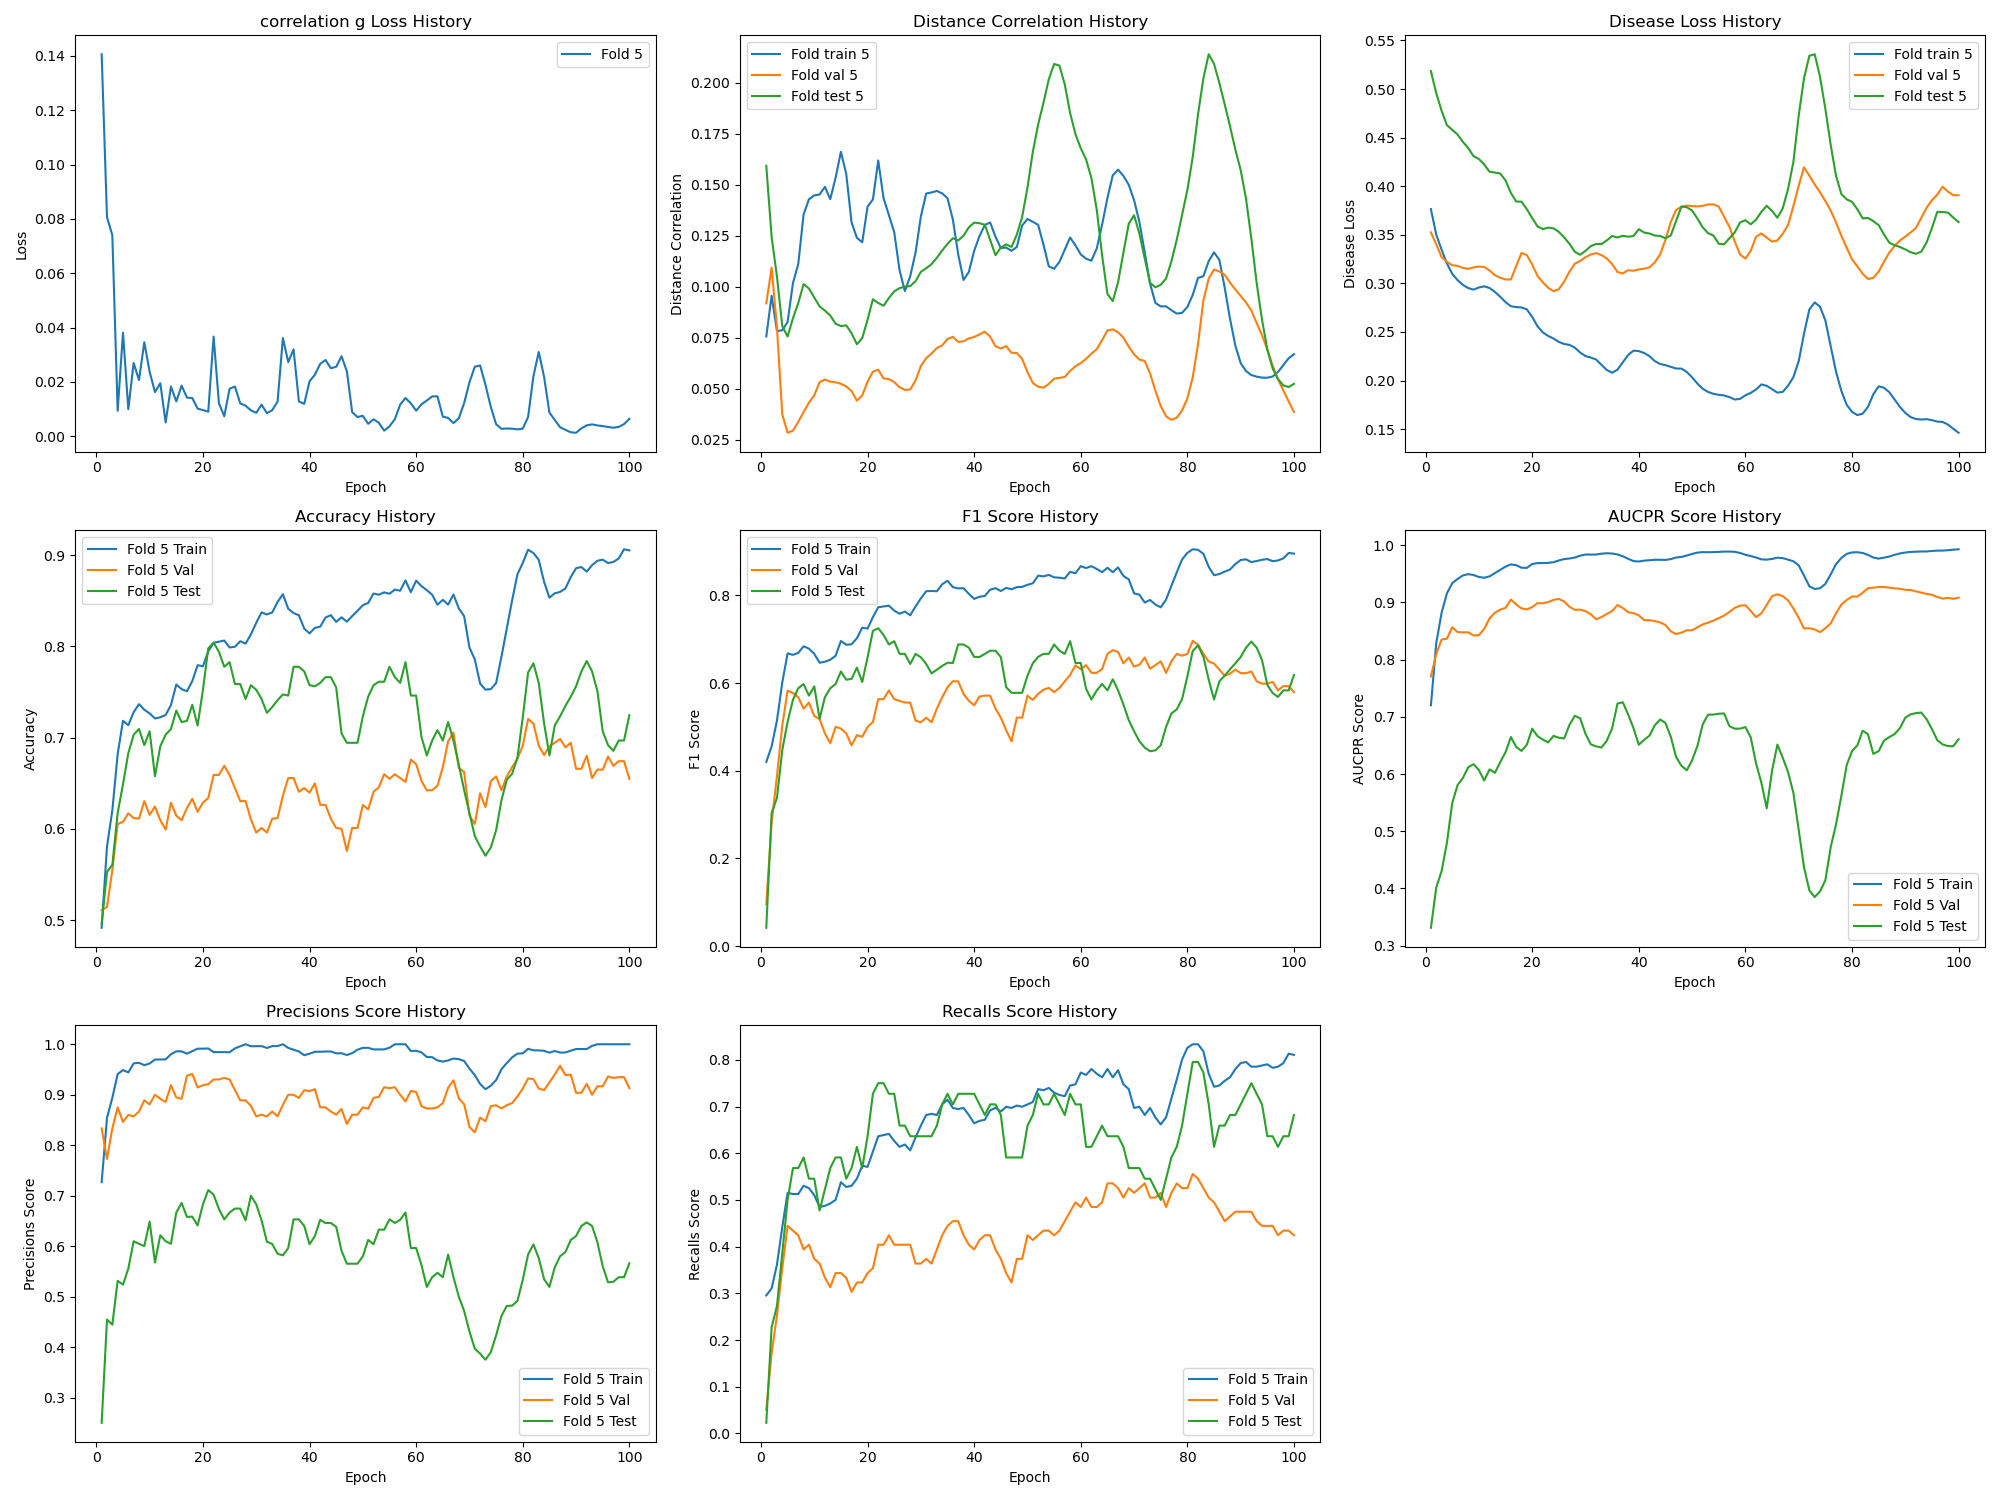 correlation g Loss History
Fold 5
Loss
0.14
0.12
0.10
0.08
0.06
0.04
0.02
0.00
0 20 40 60 80 100
Epoch
Distance Correlation History
Fold train 5
Fold val 5
Fold test 5
Distance Correlation
0.200
0.175
0.150
0.125
0.100
0.075
0.050
0.025
0 20 40 60 80 100
Epoch
Disease Loss History
Fold train 5
Fold val 5
Fold test 5
Disease Loss
0.55
0.50
0.45
0.40
0.35
0.30
0.25
0.20
0.15
0 20 40 60 80 100
Epoch
Accuracy History
Fold 5 Train
Fold 5 Val
Fold 5 Test
Accuracy
0.9
0.8
0.7
0.6
0.5
0 20 40 60 80 100
Epoch
F1 Score History
Fold 5 Train
Fold 5 Val
Fold 5 Test
F1 Score
0.8
0.6
0.4
0.2
0.0
0 20 40 60 80 100
Epoch
AUCPR Score History
AUCPR Score
1.0
0.9
0.8
0.7
0.6
0.5
0.4
0.3
Fold 5 Train
Fold 5 Val
Fold 5 Test
0 20 40 60 80 100
Epoch
Precisions Score History
Precisions Score
1.0
0.9
0.8
0.7
0.6
0.5
0.4
0.3
Fold 5 Train
Fold 5 Val
Fold 5 Test
0 20 40 60 80 100
Epoch
Recalls Score History
Recalls Score
0.8
0.7
0.6
0.5
0.4
0.3
0.2
0.1
0.0
Fold 5 Train
Fold 5 Val
Fold 5 Test
0 20 40 60 80 100
Epoch